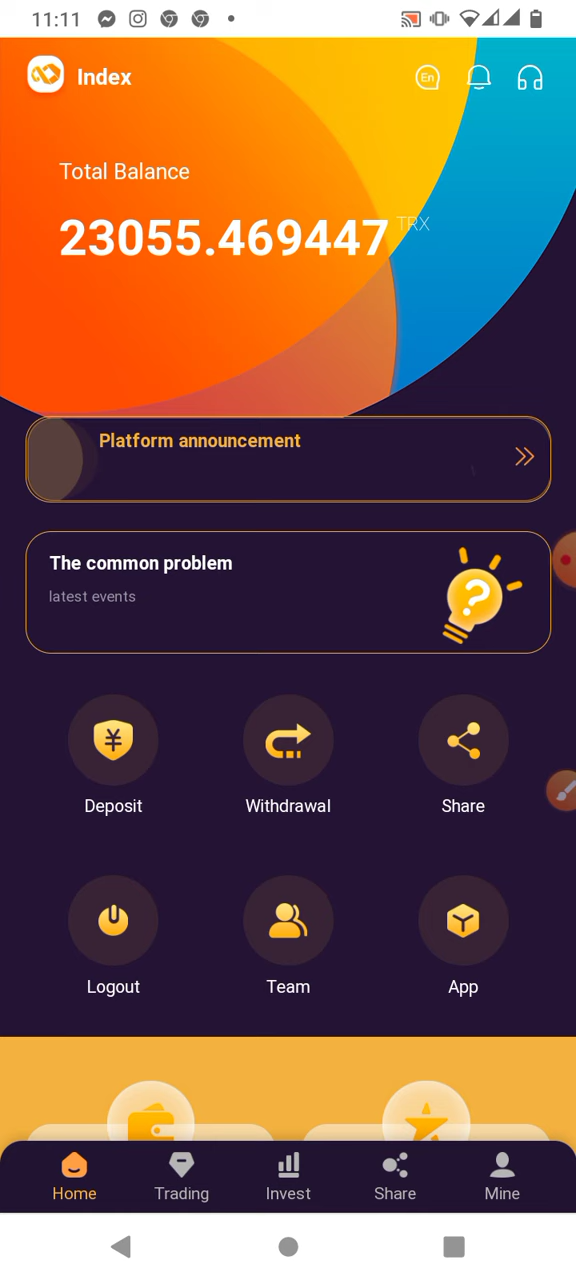 11:11
Index
En
Total Balance
23055.469447 TRX
Platform announcement
The common problem
latest events
Deposit
Withdrawal
Share
Logout
Team
App
Home
Trading
Invest
Share
Mine